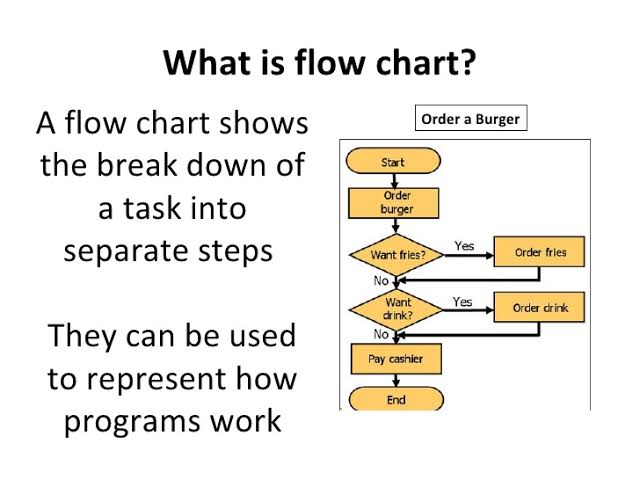 What is flow chart?
A flow chart shows
the break down of
a task into
separate steps
They can be used
to represent how
programs work
Order a Burger
Start
Order
burger
Want fries?
Yes
Order fries
No
Want
drink?
Yes
Order drink
No
Pay cashier
End